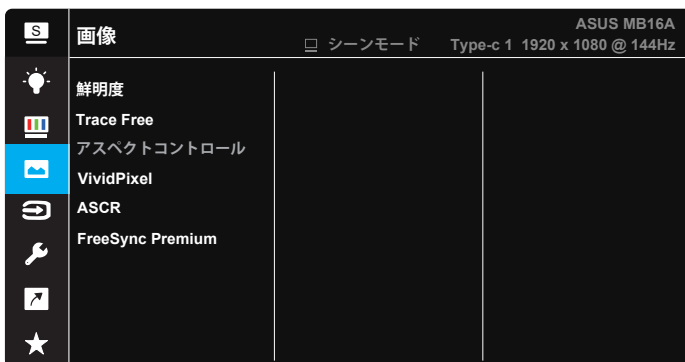 S
画像
ASUS MB16A
シーンモード Type-c 1 1920 x 1080 @ 144Hz
鮮明度
Trace Free
アスペクトコントロール
VividPixel
ASCR
FreeSync Premium